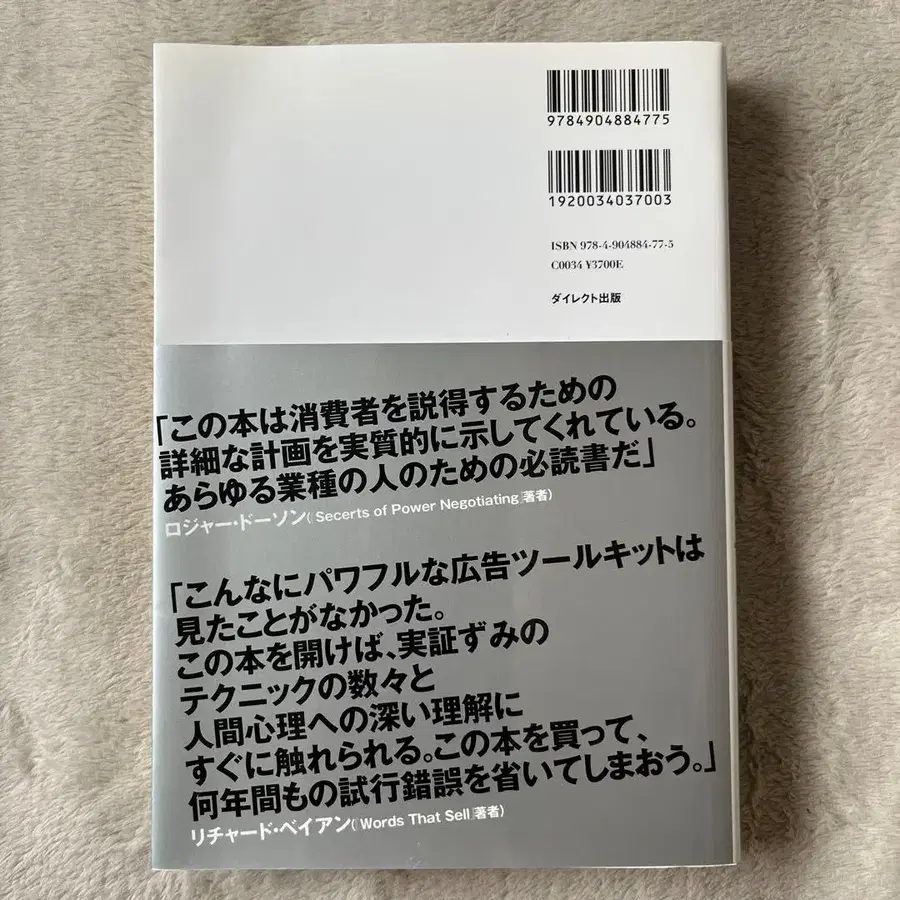 9784904884775
1920034037003
ISBN 978-4-904884-77-5
C0034 ¥3700E
ダイレクト出版
「この本は消費者を説得するための
詳細な計画を実質的に示してくれている。
あらゆる業種の人のための必読書だ」
ロジャー・ドーソン(『Secerts of Power Negotiating』著者)
「こんなにパワフルな広告ツールキットは
見たことがなかった。
この本を開けば、実証ずみの
テクニックの数々と
人間心理への深い理解に
すぐに触れられる。この本を買って、
何年間もの試行錯誤を省いてしまおう。」
リチャード・ベイアン(『Words That Sell』著者)